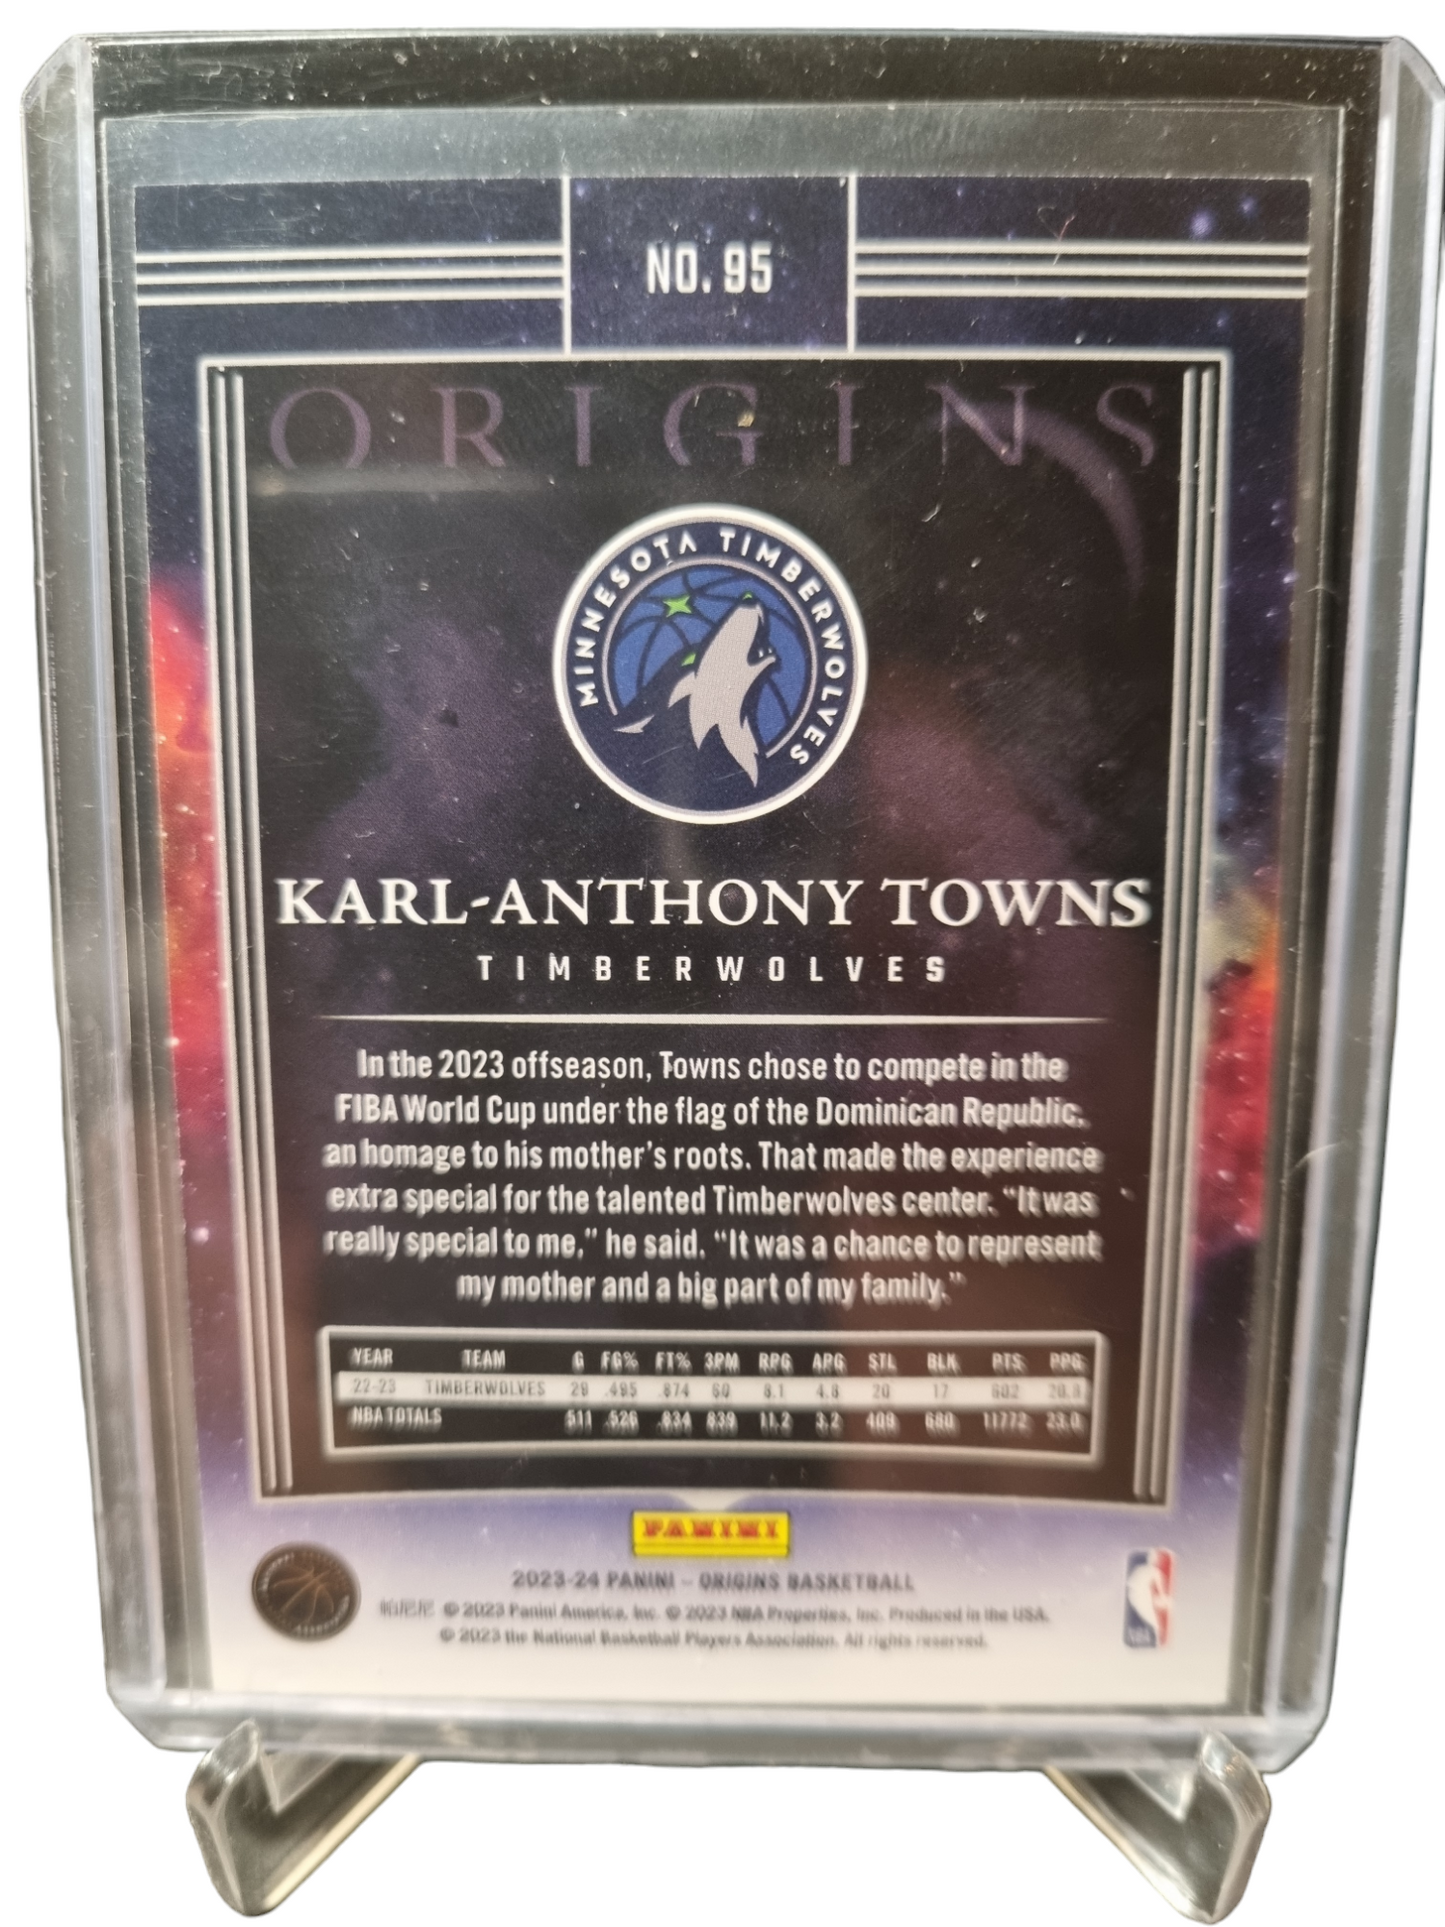 NO. 95
ORIGINS
MINNESOTA TIMBERWOLVES
KARL-ANTHONY TOWNS
TIMBERWOLVES
In the 2023 offseason, Towns chose to compete in the
FIBA World Cup under the flag of the Dominican Republic,
an homage to his mother's roots. That made the experience
extra special for the talented Timberwolves center. "It was
really special to me," he said. "It was a chance to represent
my mother and a big part of my family."
YEAR TEAM G FG% FT% 3PM RPG APG STL BLK PTS PPG
22-23 TIMBERWOLVES 29 .495 .874 60 8.1 4.8 20 17 602 20.8
NBA TOTALS 511 .526 .834 839 11.2 3.2 409 680 11772 23.0
PANINI
2023-24 PANINI - ORIGINS BASKETBALL
© 2023 Panini America, Inc. © 2023 NBA Properties, Inc. Produced in the USA.
© 2023 the National Basketball Players Association. All rights reserved.